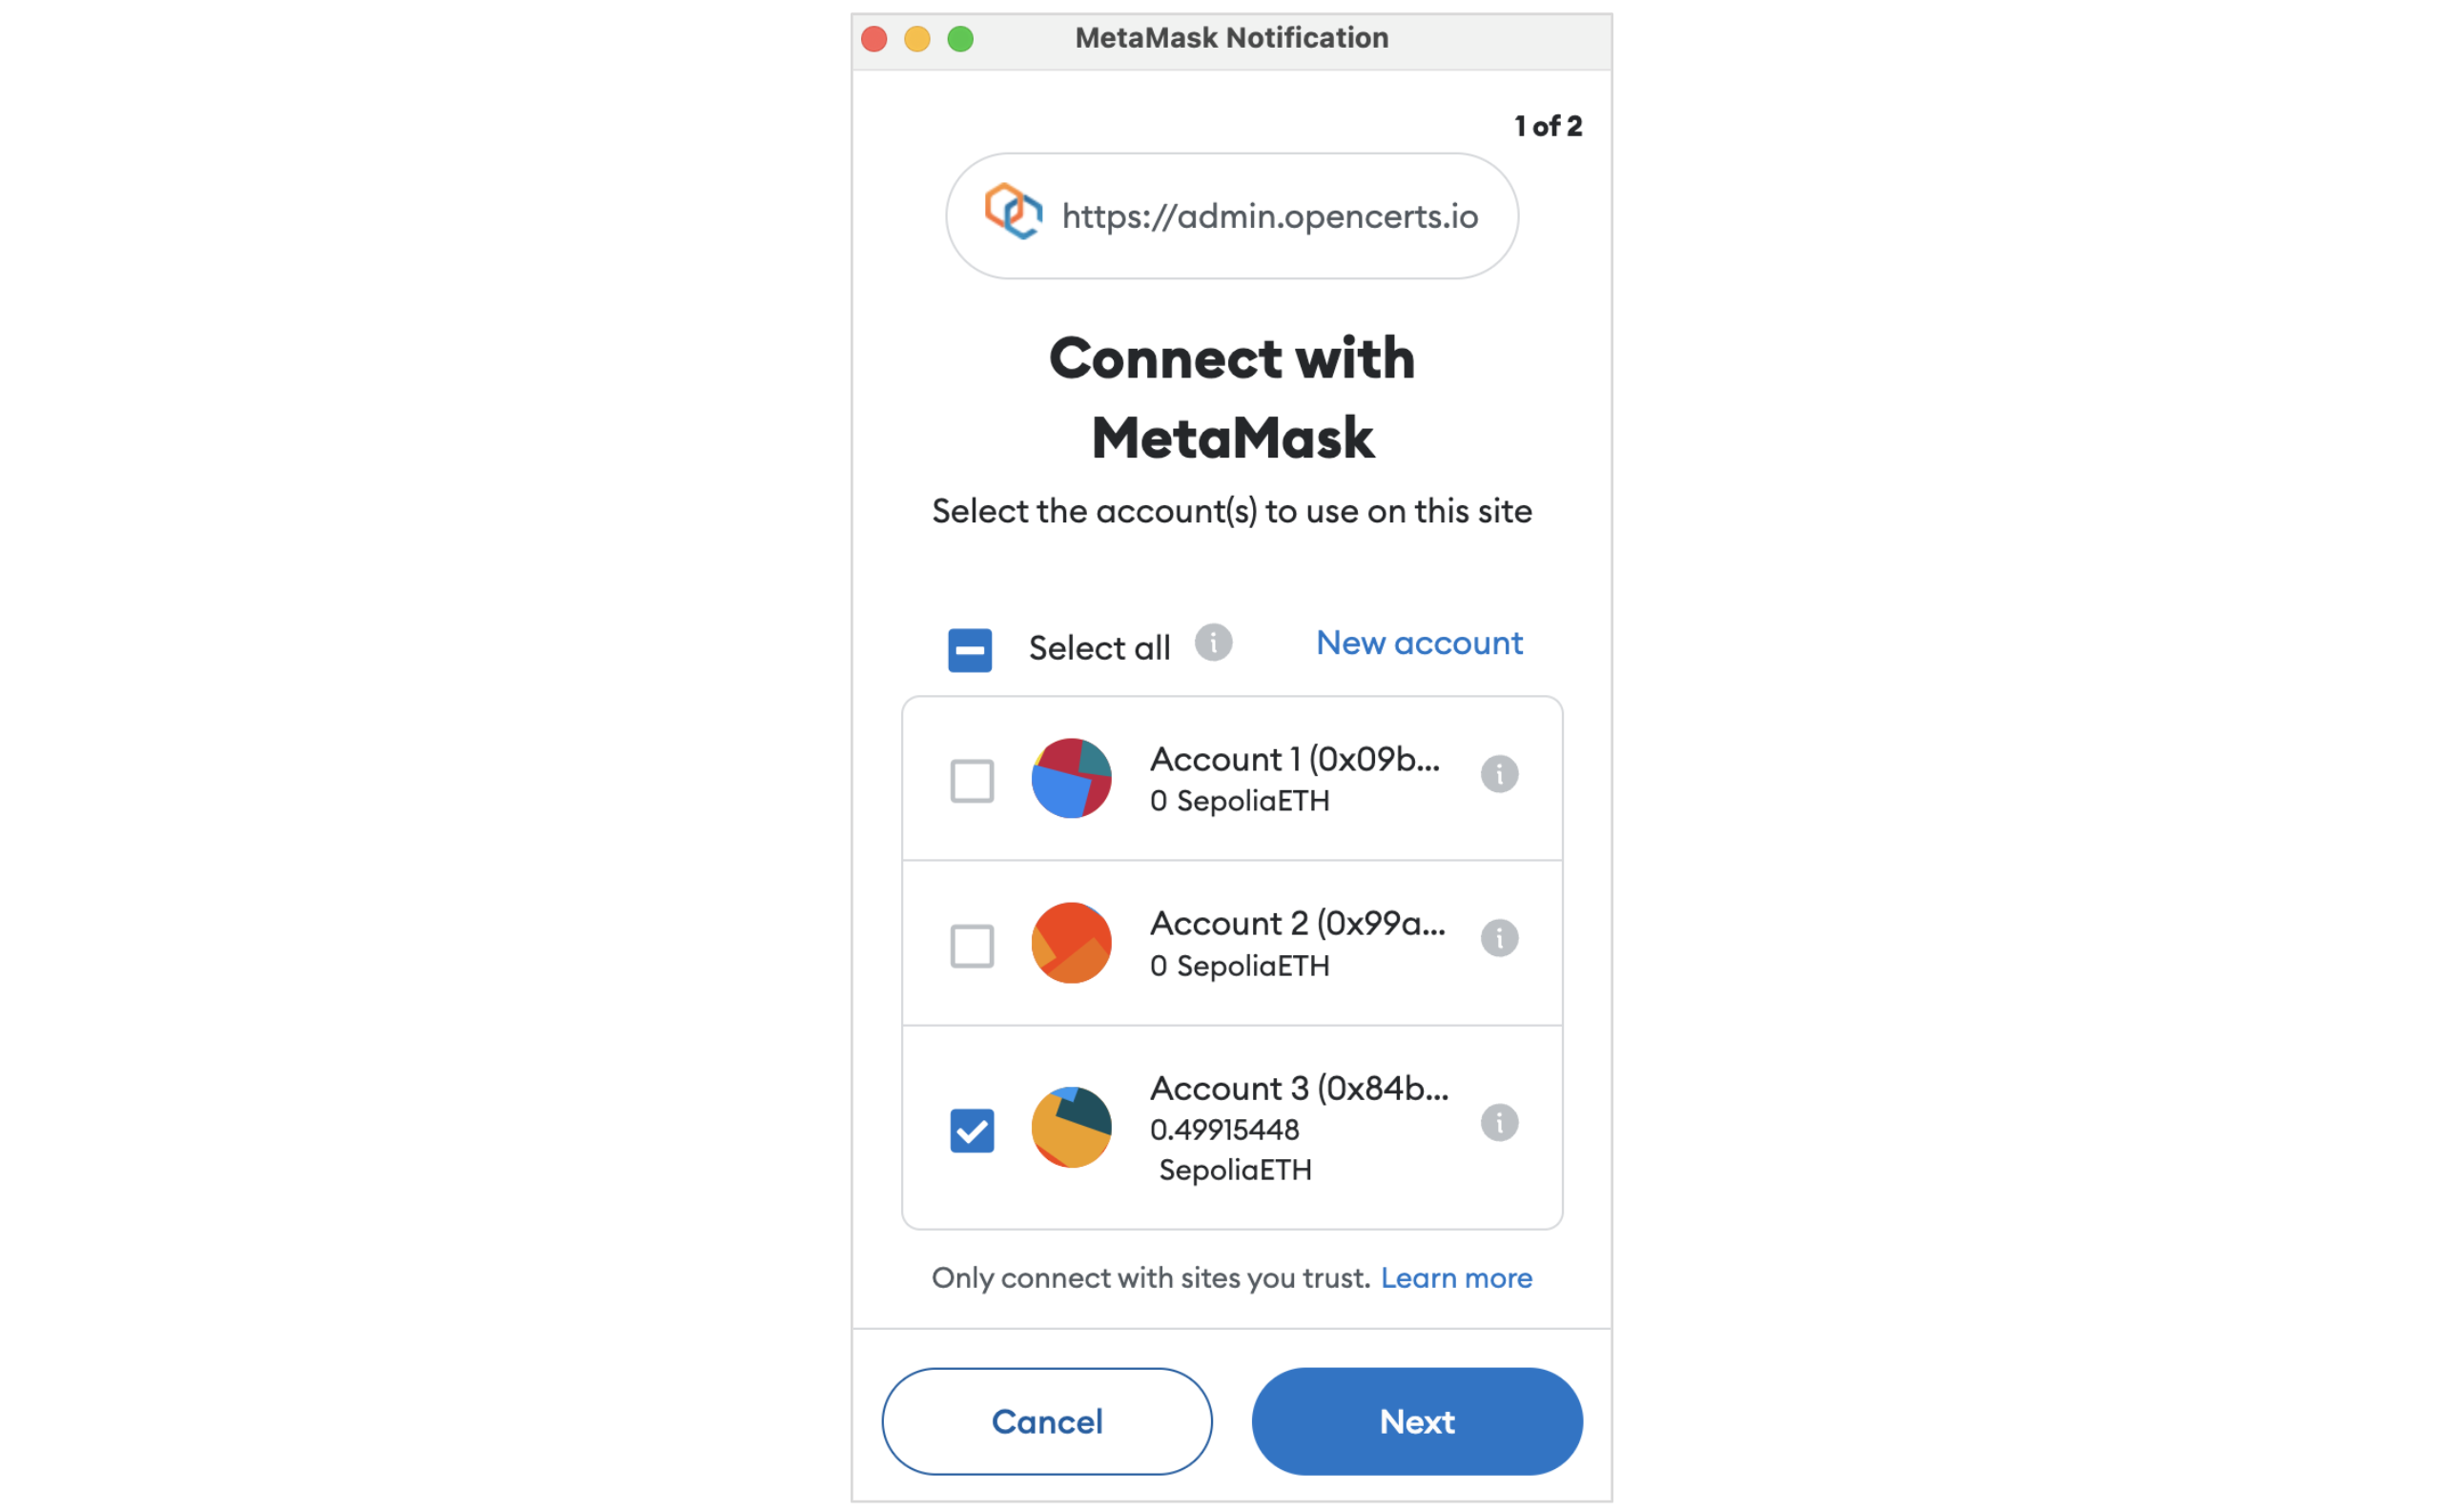 MetaMask Notification
1 of 2
https://admin.opencerts.io
Connect with
MetaMask
Select the account(s) to use on this site
Select all
New account
Account 1 (0x09b...
0 SepoliaETH
Account 2 (0x99a...
0 SepoliaETH
Account 3 (0x84b...
0.49915448
SepoliaETH
Only connect with sites you trust. Learn more
Cancel
Next